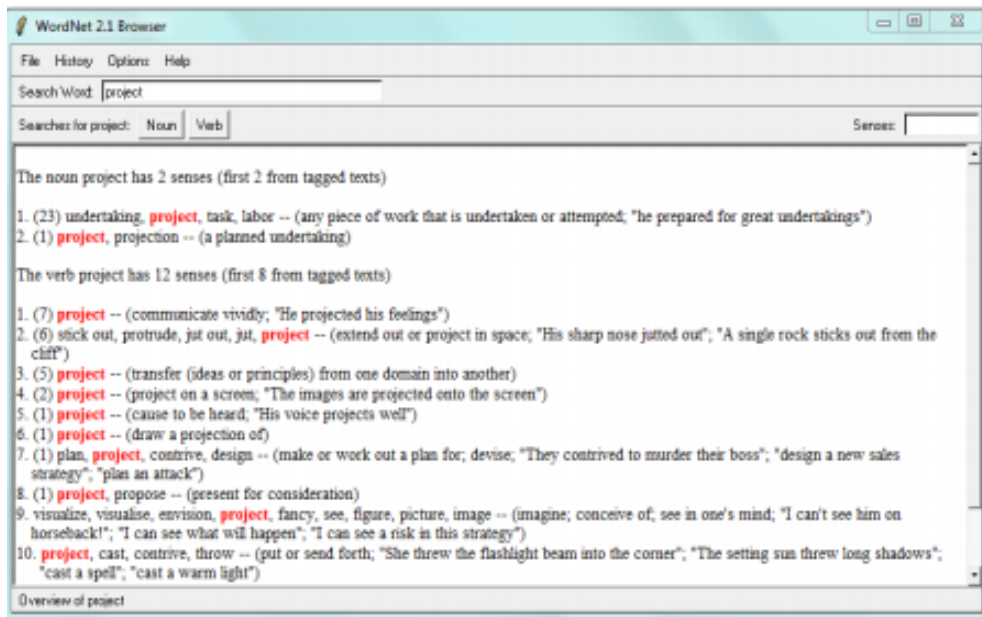 WordNet 2.1 Browser
File History Options Help
Search Word: project
Searches for project: Noun Verb Senses:
The noun project has 2 senses (first 2 from tagged texts)
1. (23) undertaking, project, task, labor -- (any piece of work that is undertaken or attempted; "he prepared for great undertakings")
2. (1) project, projection -- (a planned undertaking)
The verb project has 12 senses (first 8 from tagged texts)
1. (7) project -- (communicate vividly; "He projected his feelings")
2. (6) stick out, protrude, jut out, jut, project -- (extend out or project in space; "His sharp nose jutted out"; "A single rock sticks out from the
cliff")
3. (5) project -- (transfer (ideas or principles) from one domain into another)
4. (2) project -- (project on a screen; "The images are projected onto the screen")
5. (1) project -- (cause to be heard; "His voice projects well")
6. (1) project -- (draw a projection of)
7. (1) plan, project, contrive, design -- (make or work out a plan for; devise; "They contrived to murder their boss"; "design a new sales
strategy"; "plan an attack")
8. (1) project, propose -- (present for consideration)
9. visualize, visualise, envision, project, fancy, see, figure, picture, image -- (imagine; conceive of; see in one's mind; "I can't see him on
horseback!"; "I can see what will happen"; "I can see a risk in this strategy")
10. project, cast, contrive, throw -- (put or send forth; "She threw the flashlight beam into the corner"; "The setting sun threw long shadows";
"cast a spell"; "cast a warm light")
Overview of project